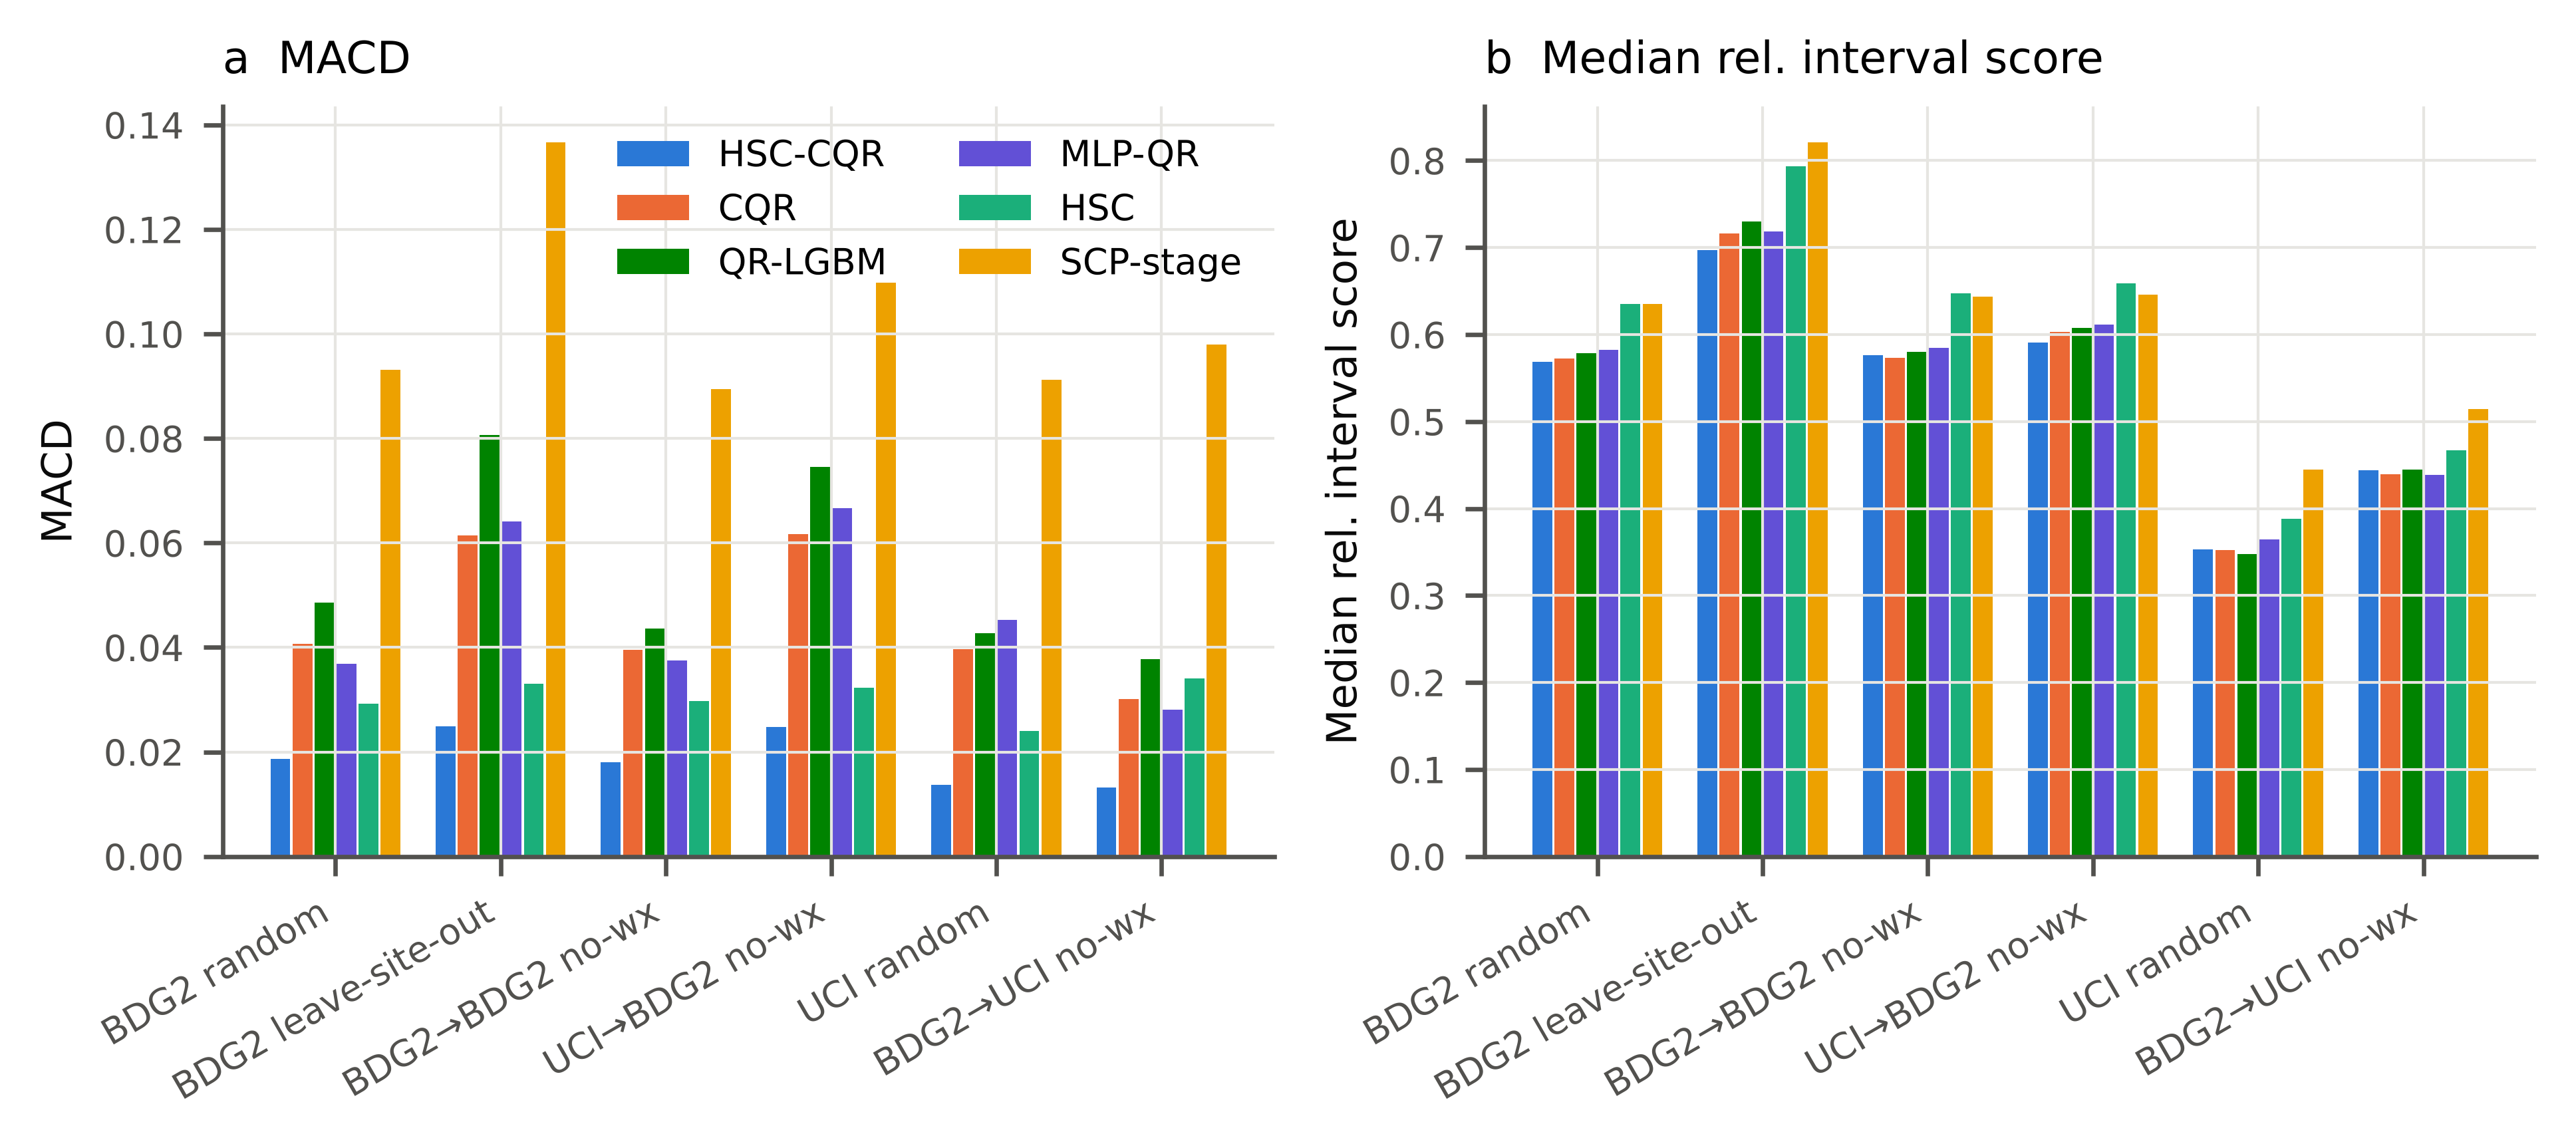 a  MACD
MACD
0.14
0.12
0.10
0.08
0.06
0.04
0.02
0.00
HSC-CQR
CQR
QR-LGBM
MLP-QR
HSC
SCP-stage
BDG2 random
BDG2 leave-site-out
BDG2→BDG2 no-wx
UCI→BDG2 no-wx
UCI random
BDG2→UCI no-wx
b  Median rel. interval score
Median rel. interval score
0.8
0.7
0.6
0.5
0.4
0.3
0.2
0.1
0.0
BDG2 random
BDG2 leave-site-out
BDG2→BDG2 no-wx
UCI→BDG2 no-wx
UCI random
BDG2→UCI no-wx